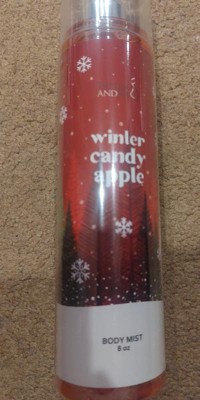 AND
winter
candy
apple
BODY MIST
8 oz